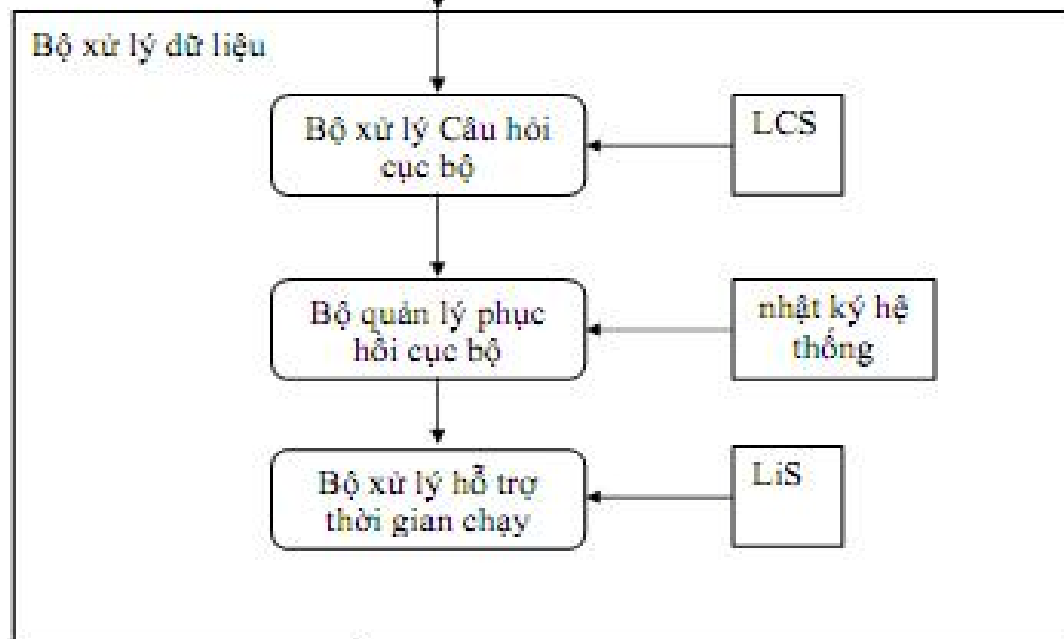 Bộ xử lý dữ liệu
Bộ xử lý Câu hỏi
cục bộ
LCS
Bộ quản lý phục
hồi cục bộ
nhật ký hệ
thống
Bộ xử lý hỗ trợ
thời gian chạy
LiS